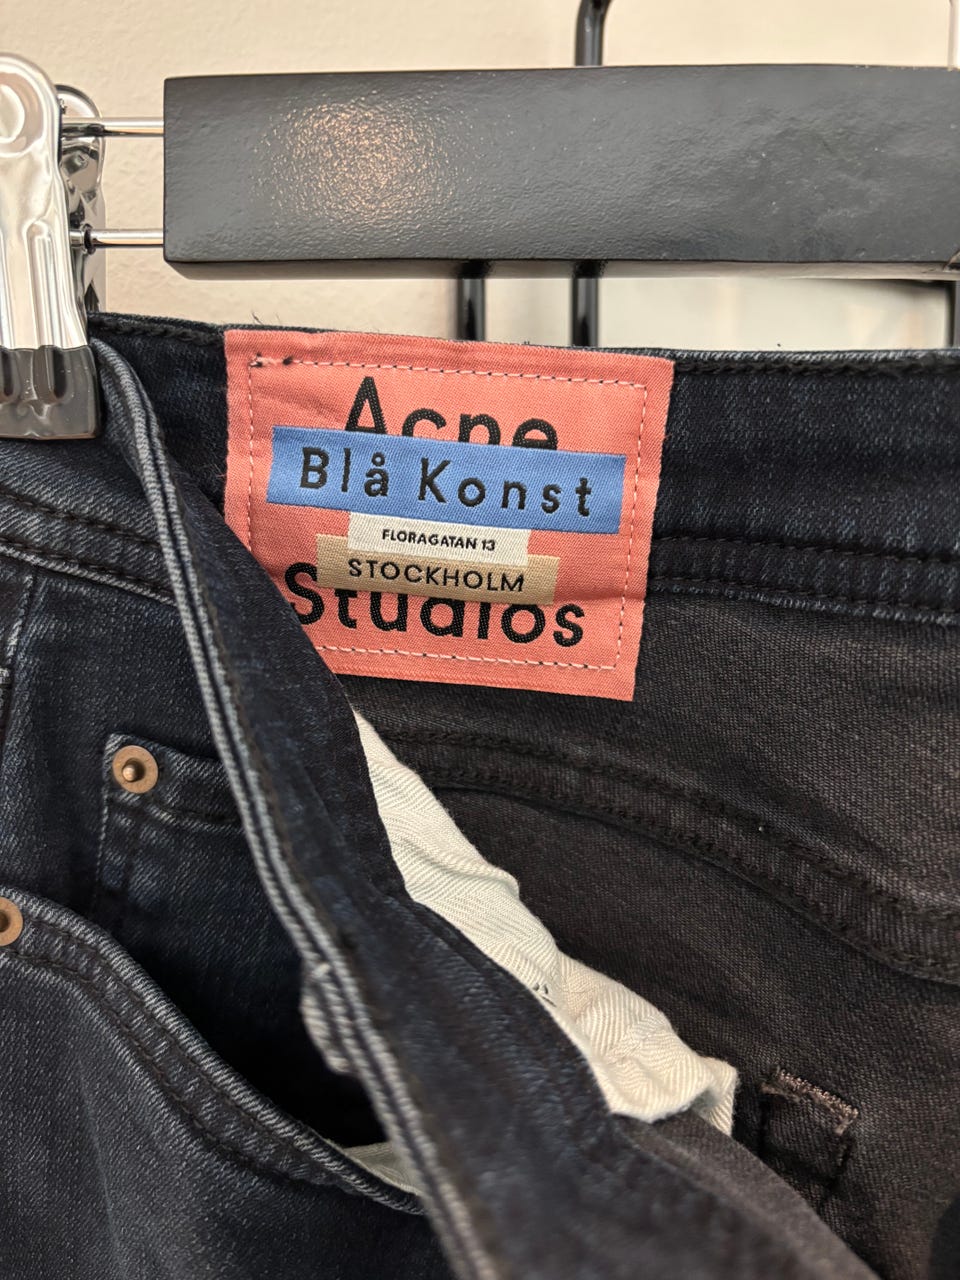 Acne
Blå Konst
FLORAGATAN 13
STOCKHOLM
Studios